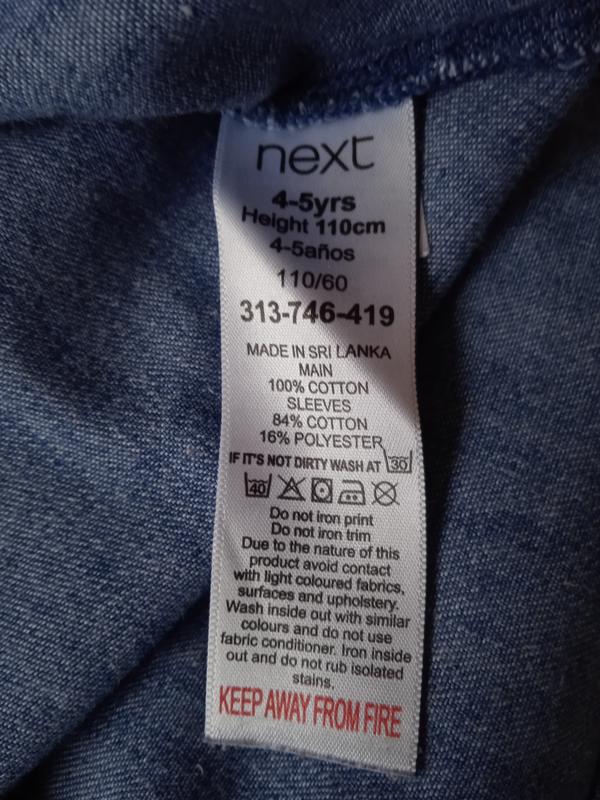 next
4-5yrs
Height 110cm
4-5años
110/60
313-746-419
MADE IN SRI LANKA
MAIN
100% COTTON
SLEEVES
84% COTTON
16% POLYESTER
IF IT'S NOT DIRTY WASH AT 30
40
Do not iron print
Do not iron trim
Due to the nature of this
product avoid contact
with light coloured fabrics,
surfaces and upholstery.
Wash inside out with similar
colours and do not use
fabric conditioner. Iron inside
out and do not rub isolated
stains.
KEEP AWAY FROM FIRE